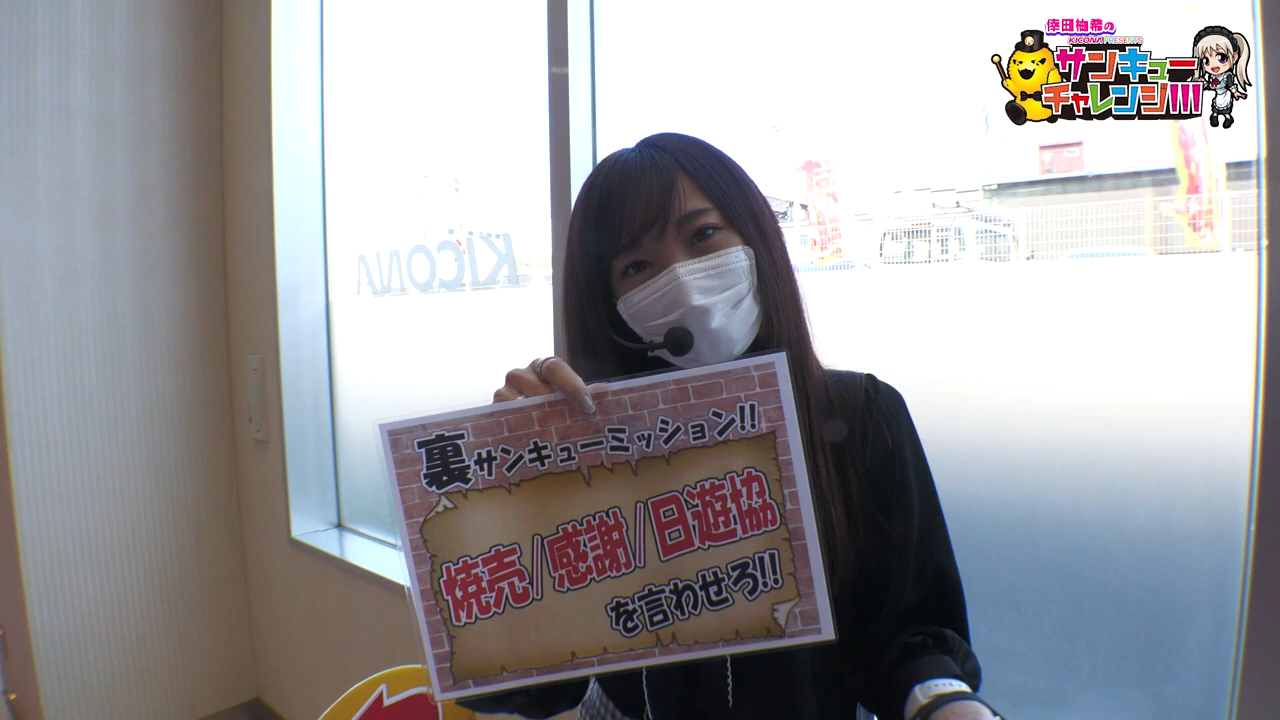 倖田柚希の
KICONA PRESENTS
サンキュー
チャレンジ!!!
KICONA
裏サンキューミッション!!
焼売/感謝/日遊協
を言わせろ!!